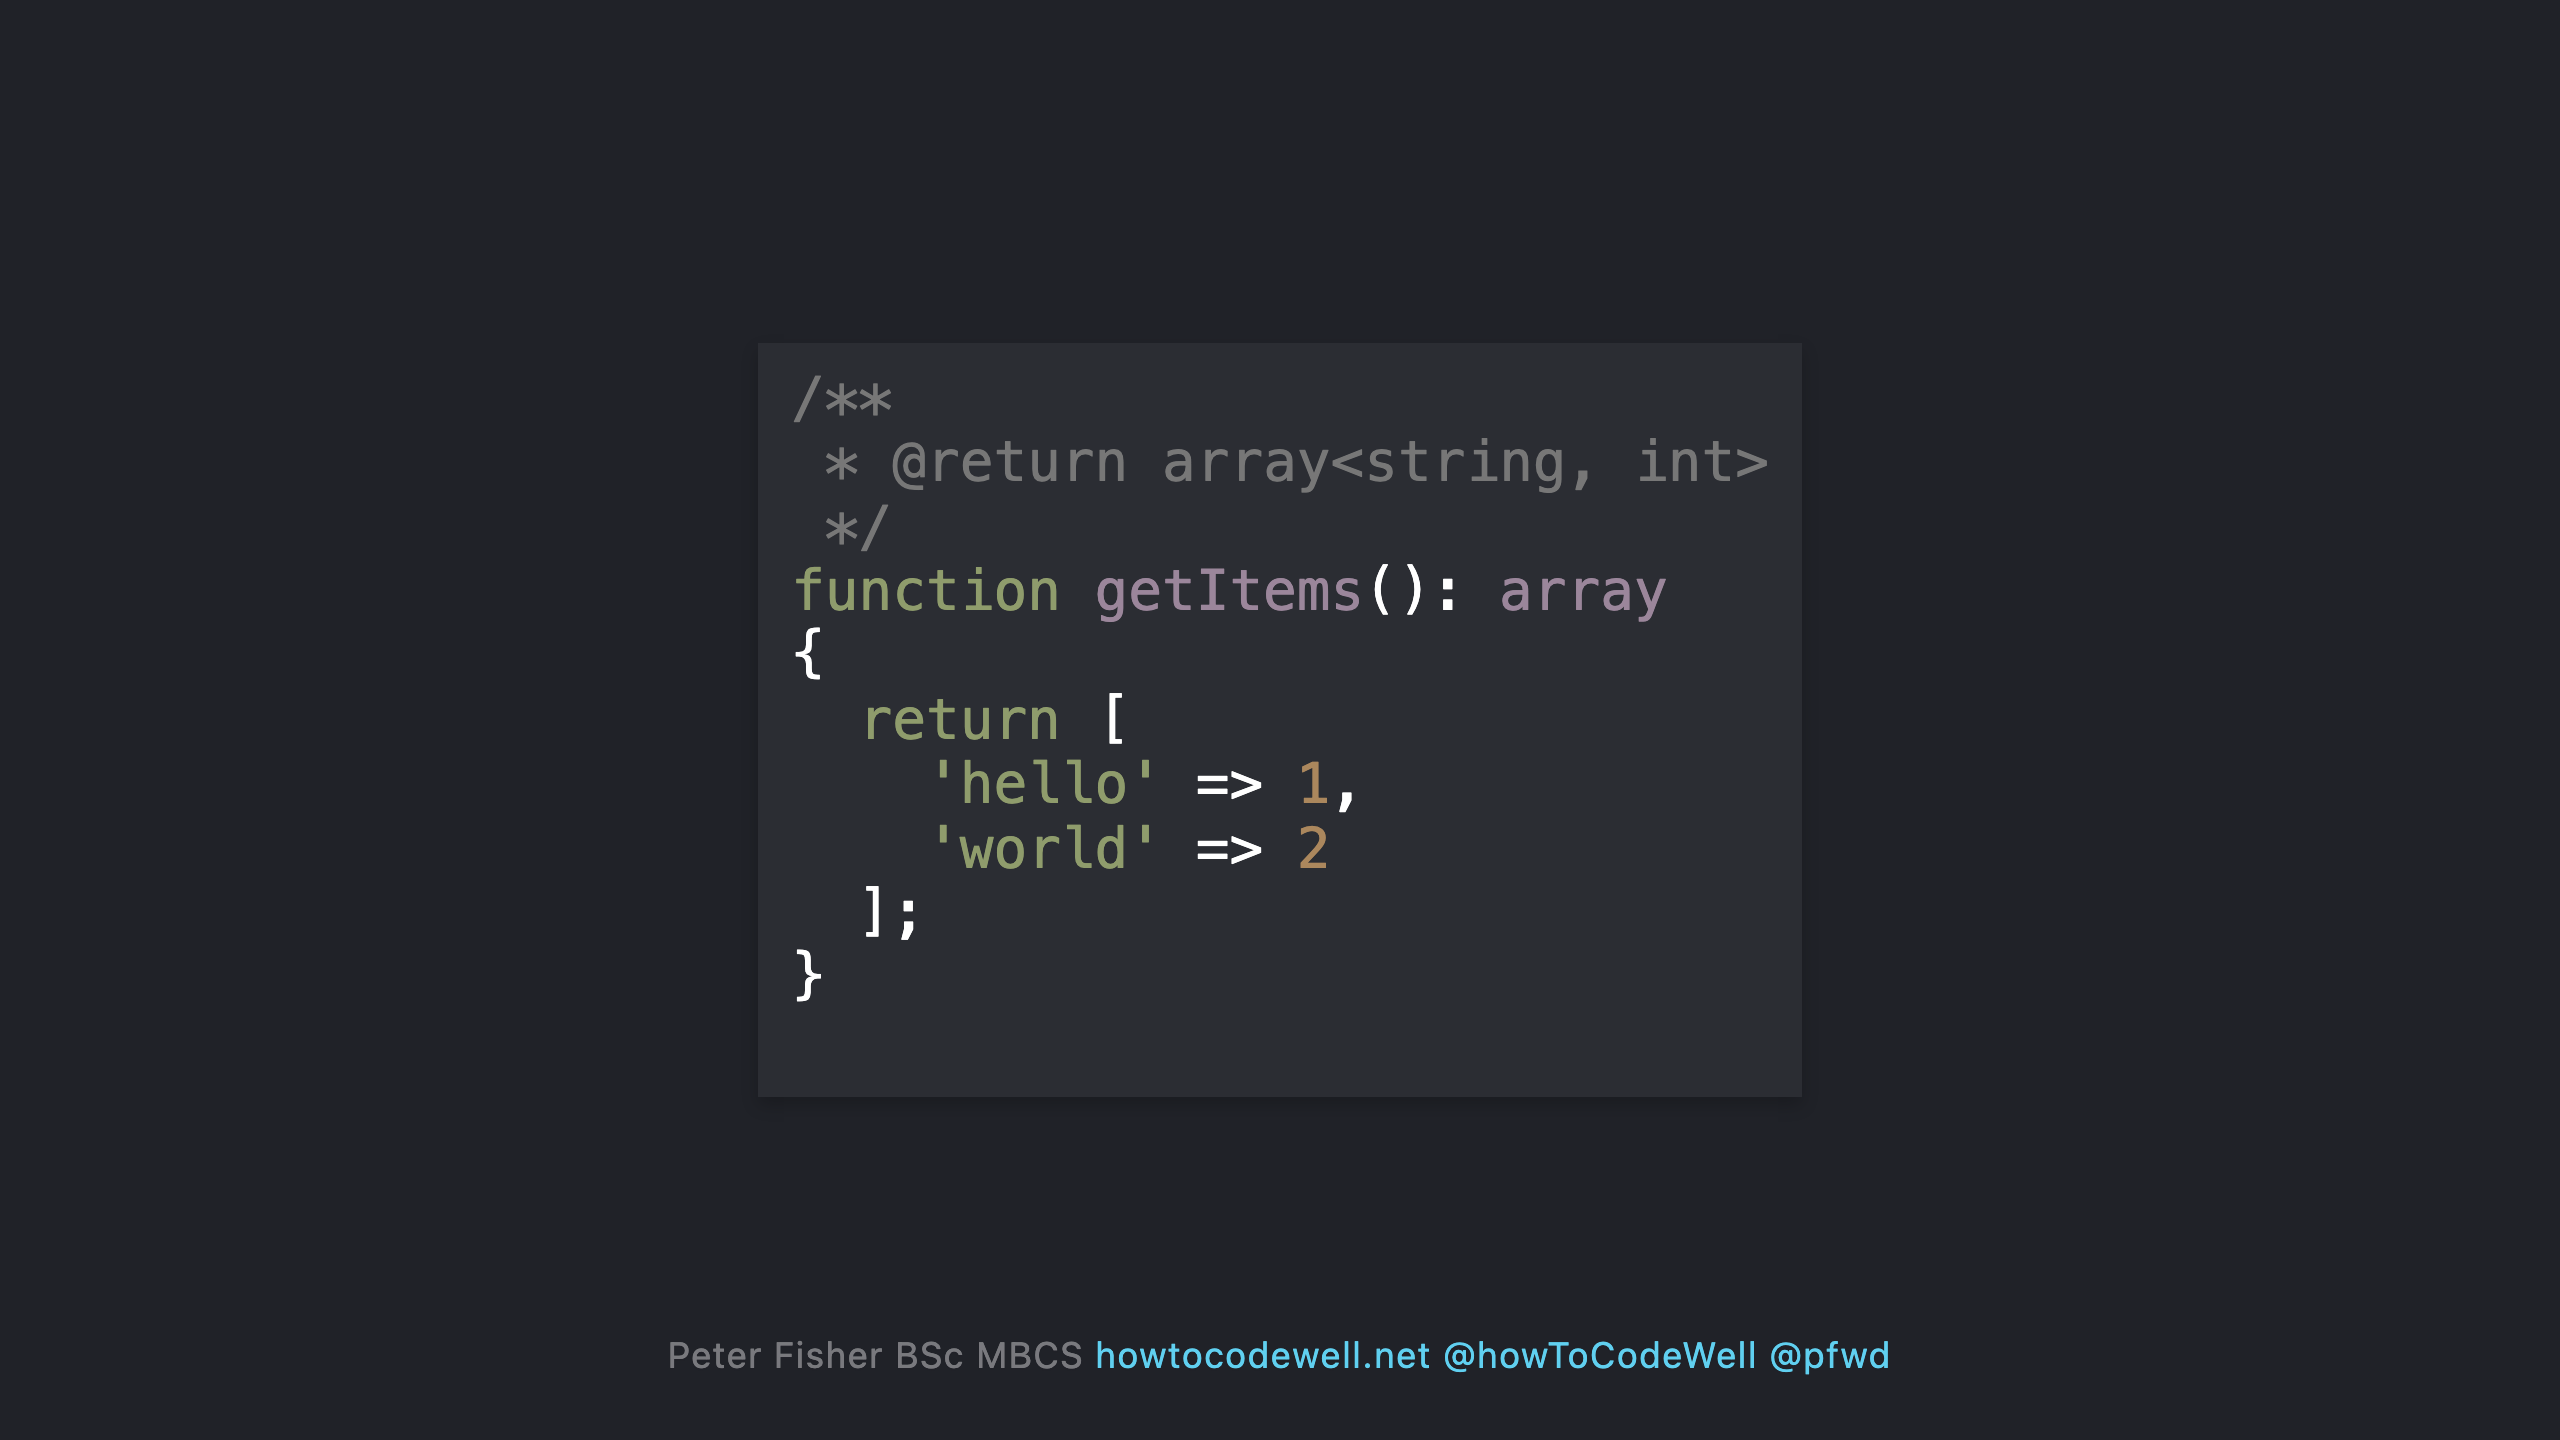 /**
 * @return array<string, int>
 */
function getItems(): array
{
  return [
    'hello' => 1,
    'world' => 2
  ];
}
Peter Fisher BSc MBCS howtocodewell.net @howToCodeWell @pfwd